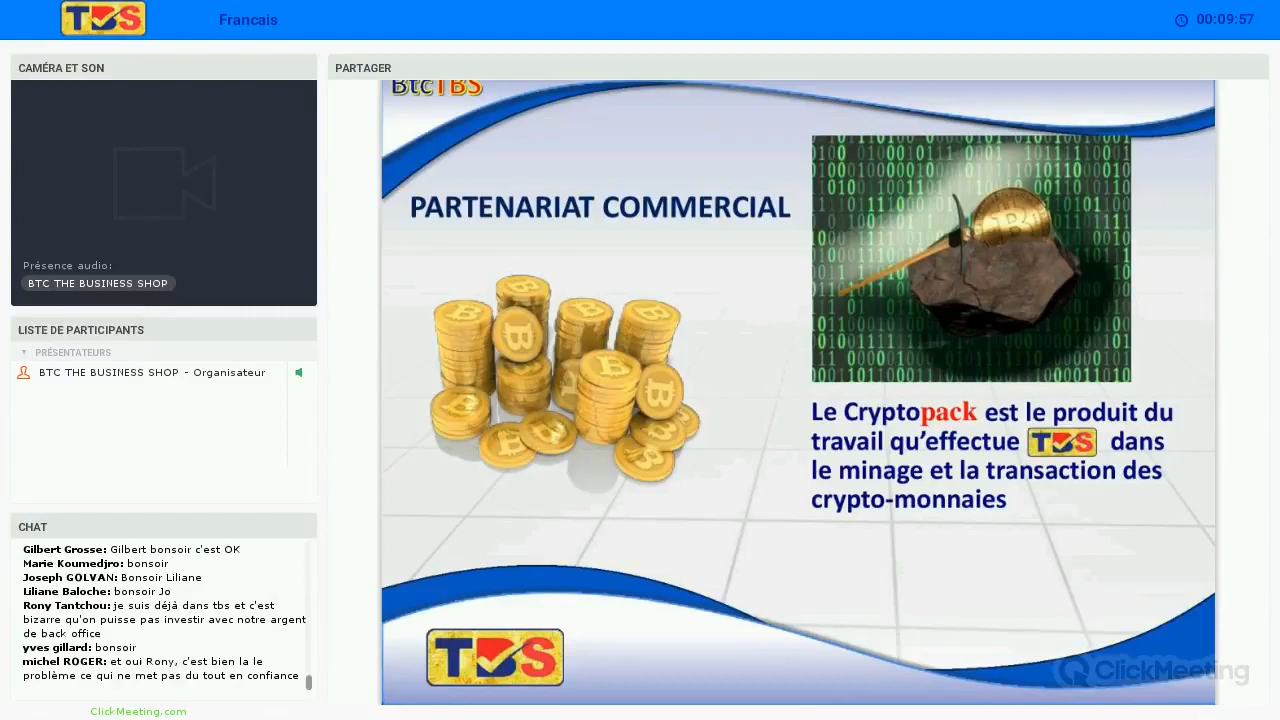 TBS
Francais
00:09:57
CAMÉRA ET SON
Présence audio:
BTC THE BUSINESS SHOP
LISTE DE PARTICIPANTS
PRÉSENTATEURS
BTC THE BUSINESS SHOP - Organisateur
CHAT
Gilbert Grosse: Gilbert bonsoir c'est OK
Marie Koumedjro: bonsoir
Joseph GOLVAN: Bonsoir Liliane
Liliane Baloche: bonsoir Jo
Rony Tantchou: je suis déjà dans tbs et c'est
bizarre qu'on puisse pas investir avec notre argent
de back office
yves gillard: bonsoir
michel ROGER: et oui Rony, c'est bien la le
problème ce qui ne met pas du tout en confiance
ClickMeeting.com
PARTAGER
BtcTBS
PARTENARIAT COMMERCIAL
Le Cryptopack est le produit du
travail qu'effectue TBS dans
le minage et la transaction des
crypto-monnaies
TBS
ClickMeeting